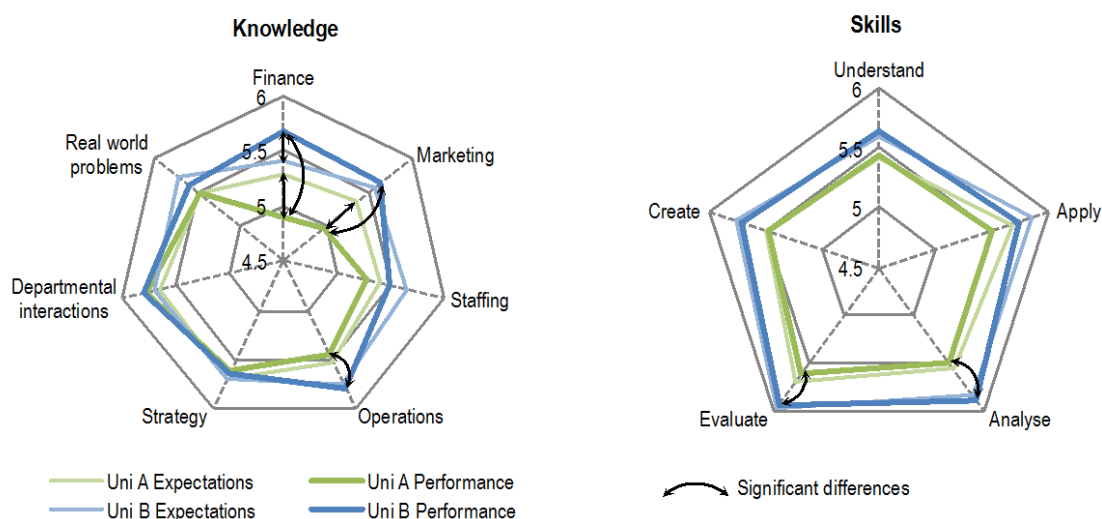 Knowledge
Finance
6
5.5
5
4.5
Marketing
Staffing
Operations
Strategy
Departmental
interactions
Real world
problems
Skills
Understand
6
5.5
5
4.5
Apply
Analyse
Evaluate
Create
Uni A Expectations
Uni A Performance
Uni B Expectations
Uni B Performance
Significant differences